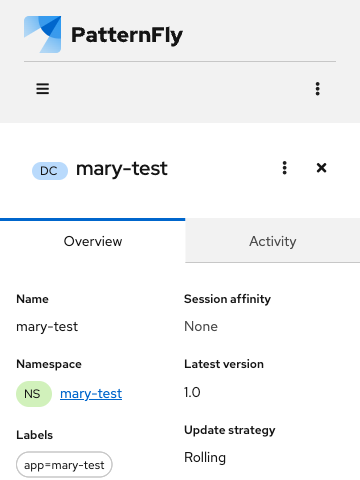 PatternFly
DC mary-test
Overview Activity
Name
mary-test
Session affinity
None
Namespace
NS mary-test
Latest version
1.0
Labels
app=mary-test
Update strategy
Rolling